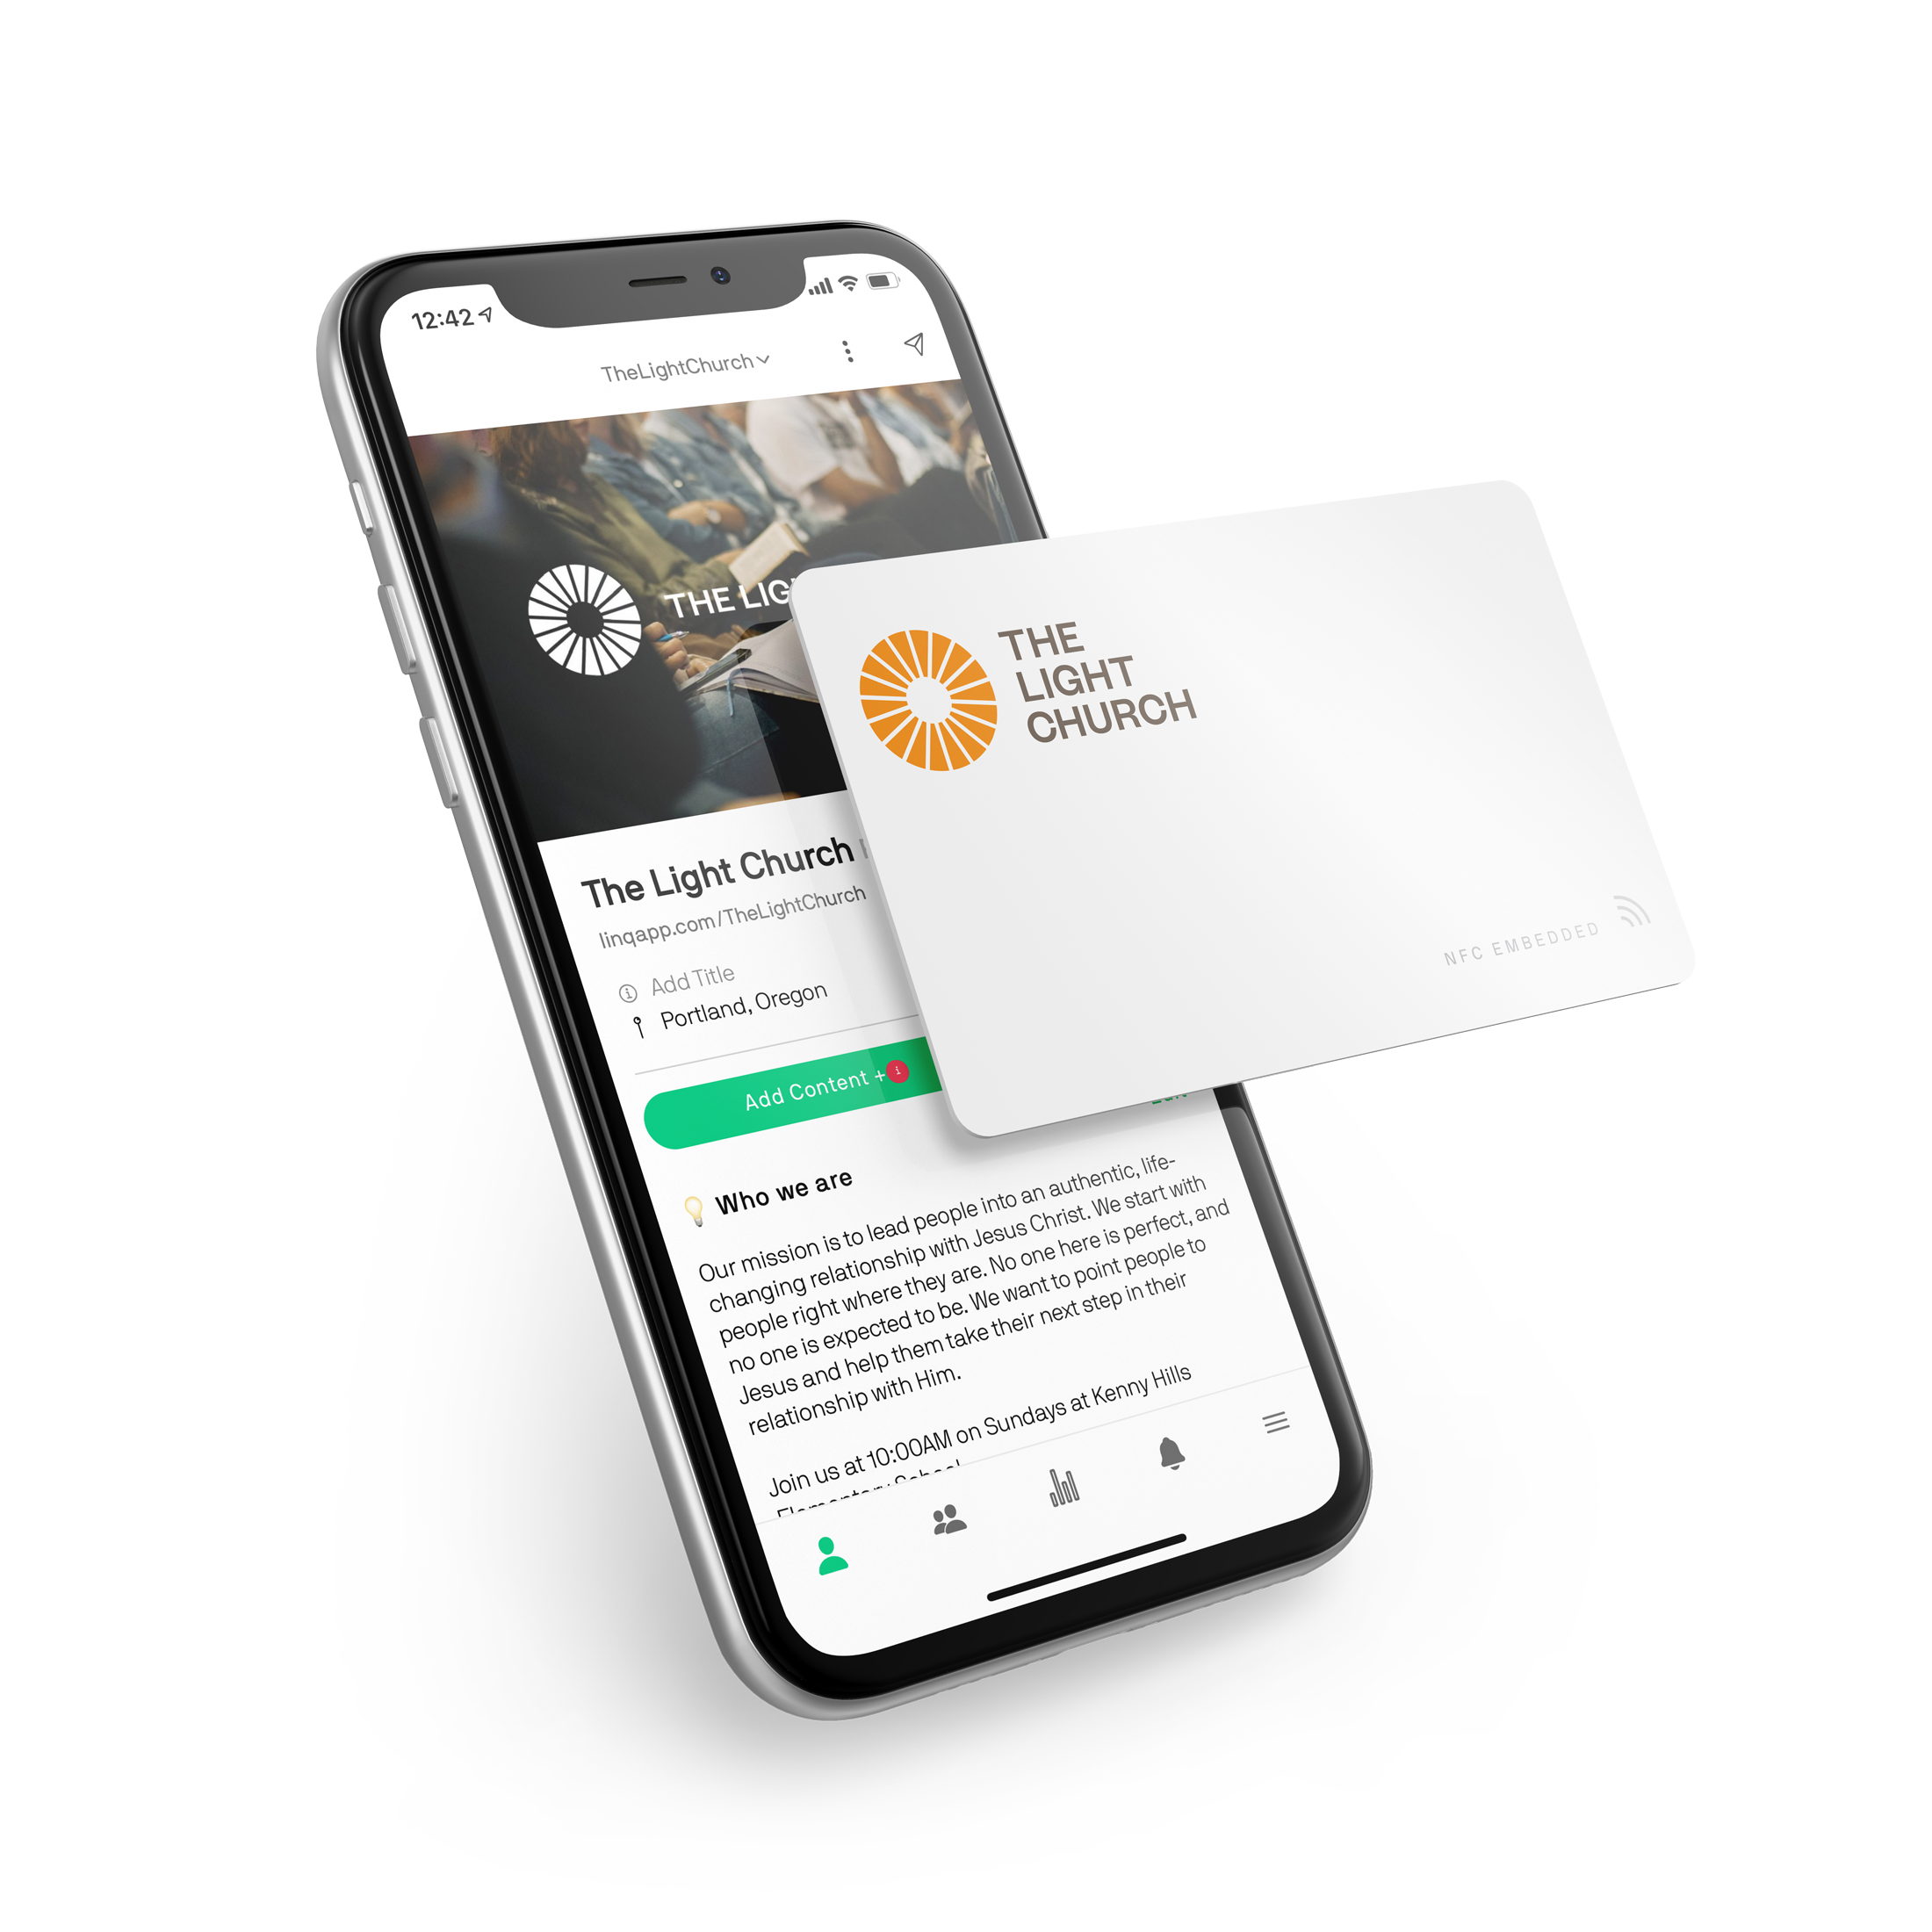 12:42
TheLightChurch
THE LIG
The Light Church
linqapp.com/TheLightChurch
Add Title
Portland, Oregon
Add Content +
THE
LIGHT
CHURCH
NFC EMBEDDED
Who we are
Our mission is to lead people into an authentic, life-
changing relationship with Jesus Christ. We start with
people right where they are. No one here is perfect, and
no one is expected to be. We want to point people to
Jesus and help them take their next step in their
relationship with Him.
Join us at 10:00AM on Sundays at Kenny Hills
Elementary School